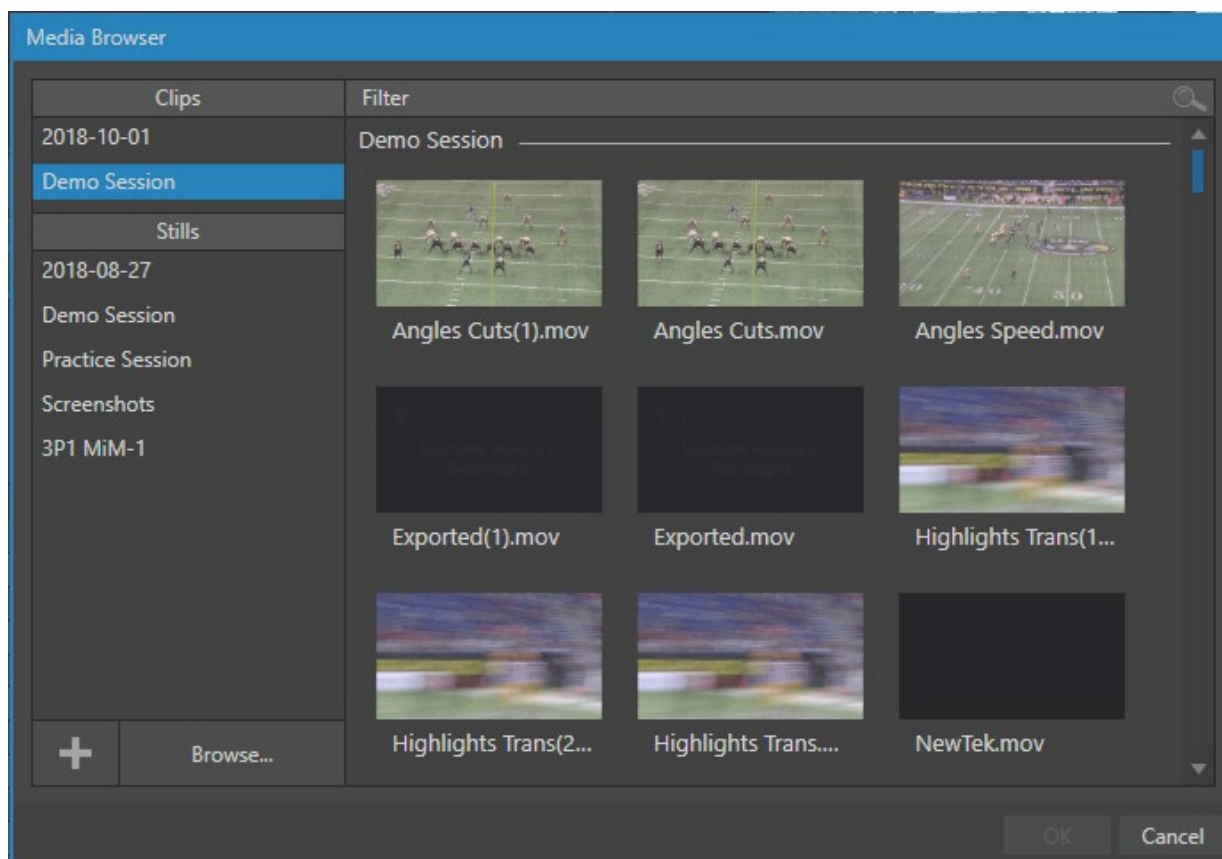 Media Browser
Clips
2018-10-01
Demo Session
Stills
2018-08-27
Demo Session
Practice Session
Screenshots
3P1 MiM-1
Browse...
Filter
Demo Session
Angles Cuts(1).mov Angles Cuts.mov Angles Speed.mov
Exported(1).mov Exported.mov Highlights Trans(1...
Highlights Trans(2... Highlights Trans.... NewTek.mov
OK Cancel